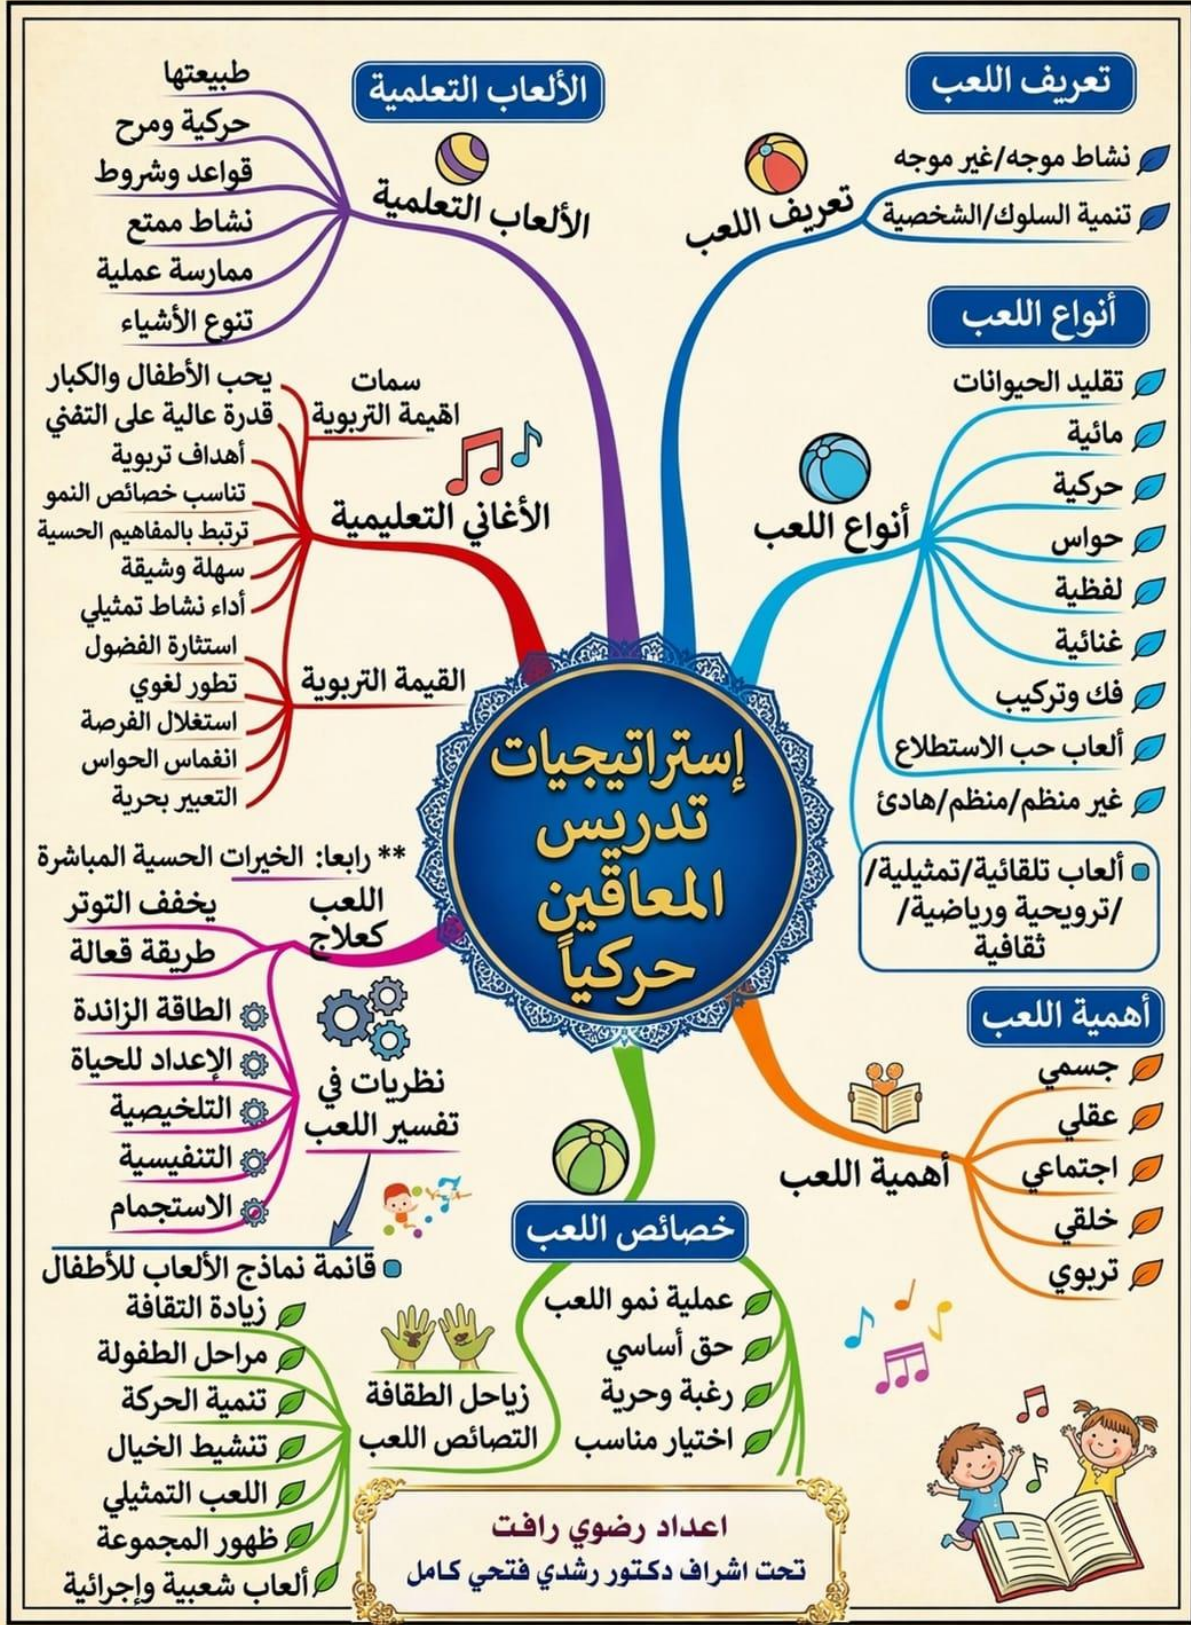 تعريف اللعب
نشاط موجه/غير موجه
تنمية السلوك/الشخصية
تعريف اللعب
أنواع اللعب
تقليد الحيوانات
مائية
حركية
حواس
لفظية
غنائية
فك وتركيب
ألعاب حب الاستطلاع
غير منظم/منظم/هادئ
ألعاب تلقائية/تمثيلية/
/ترويحية ورياضية/
ثقافية
أنواع اللعب
أهمية اللعب
جسمي
عقلي
اجتماعي
خلقي
تربوي
أهمية اللعب
الألعاب التعلمية
الألعاب التعلمية
طبيعتها
حركية ومرح
قواعد وشروط
نشاط ممتع
ممارسة عملية
تنوع الأشياء
الأغاني التعليمية
سمات
اهيمة التربوية
يحب الأطفال والكبار
قدرة عالية على التفني
أهداف تربوية
تناسب خصائص النمو
ترتبط بالمفاهيم الحسية
سهلة وشيقة
أداء نشاط تمثيلي
القيمة التربوية
استثارة الفضول
تطور لغوي
استغلال الفرصة
انغماس الحواس
التعبير بحرية
إستراتيجيات
تدريس
المعاقين
حركياً
** رابعا: الخيرات الحسية المباشرة
اللعب
كعلاج
يخفف التوتر
طريقة قعالة
نظريات في
تفسير اللعب
الطاقة الزاندة
الإعداد للحياة
التلخيصية
التنفيسية
الاستجمام
قانمة نماذج الألعاب للأطفال
زيادة التقافة
مراحل الطفولة
تنمية الحركة
تنشيط الخيال
اللعب التمثيلي
ظهور المجموعة
ألعاب شعبية وإجرائية
زياحل الطقافة
التصائص اللعب
خصائص اللعب
عملية نمو اللعب
حق أساسي
رغبة وحرية
اختيار مناسب
اعداد رضوي رافت
تحت اشراف دكتور رشدي فتحي كامل